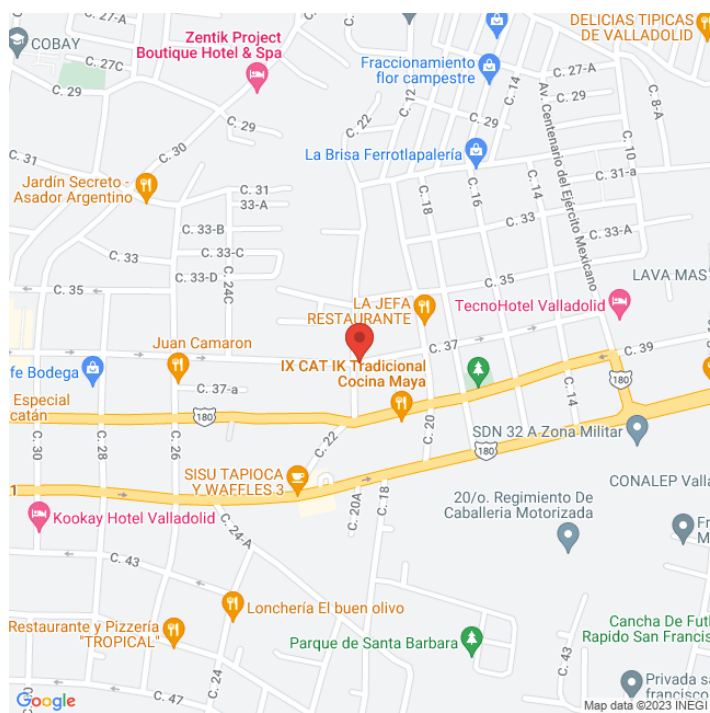 Zentik Project
Boutique Hotel & Spa
DELICIAS TIPICAS
DE VALLADOLID
COBAY
C. 27C
C. 29
C. 30
C. 29
C. 22
Fraccionamiento
flor campestre
C. 12
C. 14
C. 27-A
C. 8-A
C. 29
Av. Centenario del Ejército Mexicano
C. 10
La Brisa Ferrotlapalería
C. 31
Jardín Secreto -
Asador Argentino
C. 31
33-A
C. 18
C. 16
C. 14
C. 31-a
C. 33-B
C. 33
C. 33-A
C. 33
C. 33-D
C. 24C
C. 35
C. 35
LAVA MAS
LA JEFA
RESTAURANTE
TecnoHotel Valladolid
Juan Camaron
C. 37
C. 39
fe Bodega
IX CAT IK Tradicional
Cocina Maya
C. 37-a
180
Especial
catán
180
C. 14
C. 30
C. 28
C. 26
C. 22
C. 20
180
SDN 32 A Zona Militar
SISU TAPIOCA
Y WAFFLES 3
CONALEP Valla
1
C. 20A
C. 18
20/o. Regimiento De
Caballeria Motorizada
Kookay Hotel Valladolid
C. 24-A
C. 43
Lonchería El buen olivo
Restaurante y Pizzería
"TROPICAL"
Parque de Santa Barbara
Cancha De Futl
Rapido San Francisc
C. 43
C. 24
C. 47
Privada sa
francisco
Google
Map data ©2023 INEGI